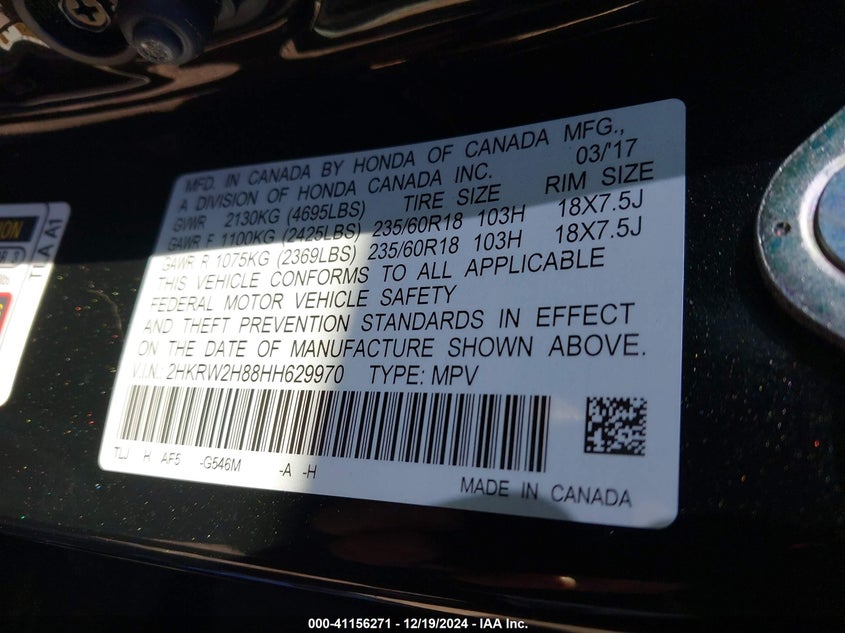 MFD. IN CANADA BY HONDA OF CANADA MFG.,
A DIVISION OF HONDA CANADA INC. 03/'17
GVWR 2130KG (4695LBS) TIRE SIZE RIM SIZE
GAWR F 1100KG (2425LBS) 235/60R18 103H 18X7.5J
GAWR R 1075KG (2369LBS) 235/60R18 103H 18X7.5J
THIS VEHICLE CONFORMS TO ALL APPLICABLE
FEDERAL MOTOR VEHICLE SAFETY
AND THEFT PREVENTION STANDARDS IN EFFECT
ON THE DATE OF MANUFACTURE SHOWN ABOVE.
V.I.N.: 2HKRW2H88HH629970 TYPE: MPV
TLJ H AF5 -G546M -A -H
MADE IN CANADA
TLA A1
000-41156271 - 12/19/2024 - IAA Inc.